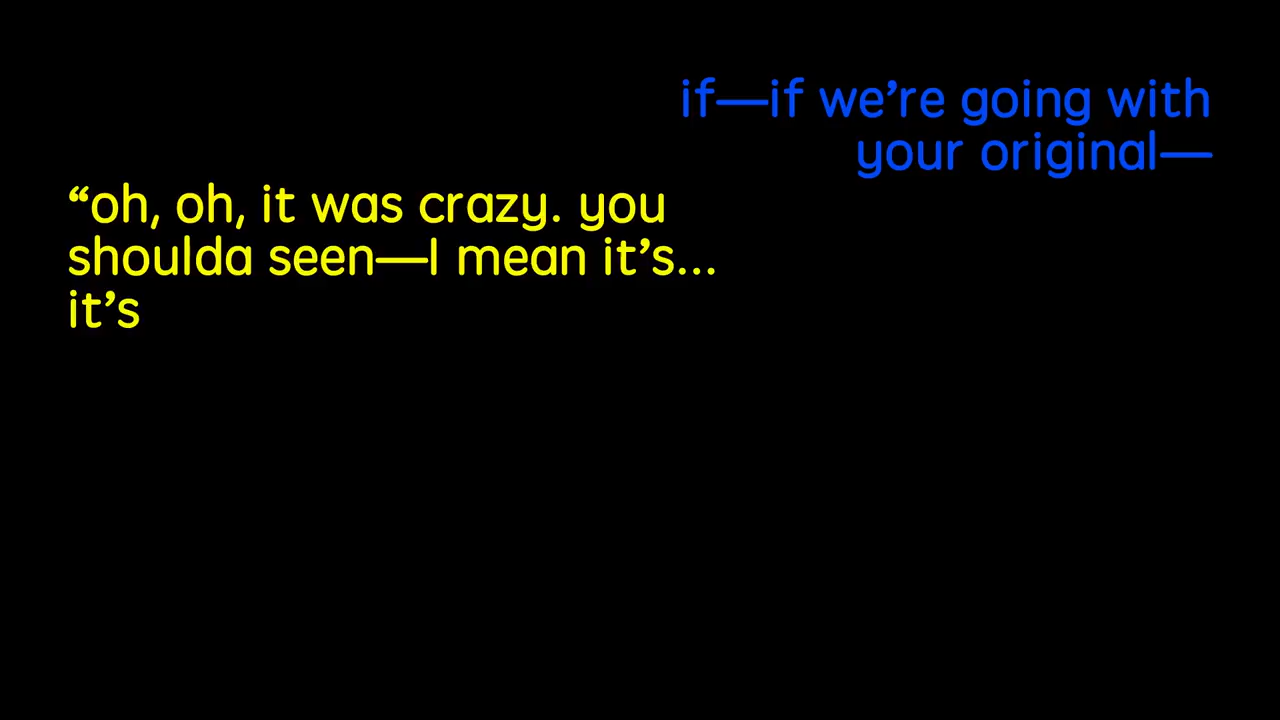 if—if we’re going with
your original—
“oh, oh, it was crazy. you
shoulda seen—I mean it’s...
it’s